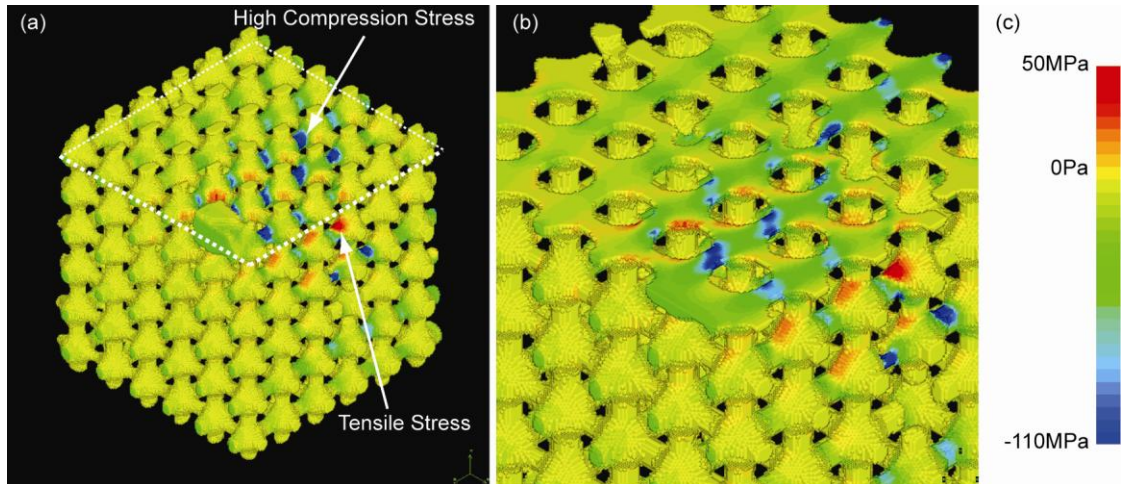 (a)
High Compression Stress
Tensile Stress
(b)
(c)
50MPa
0Pa
-110MPa